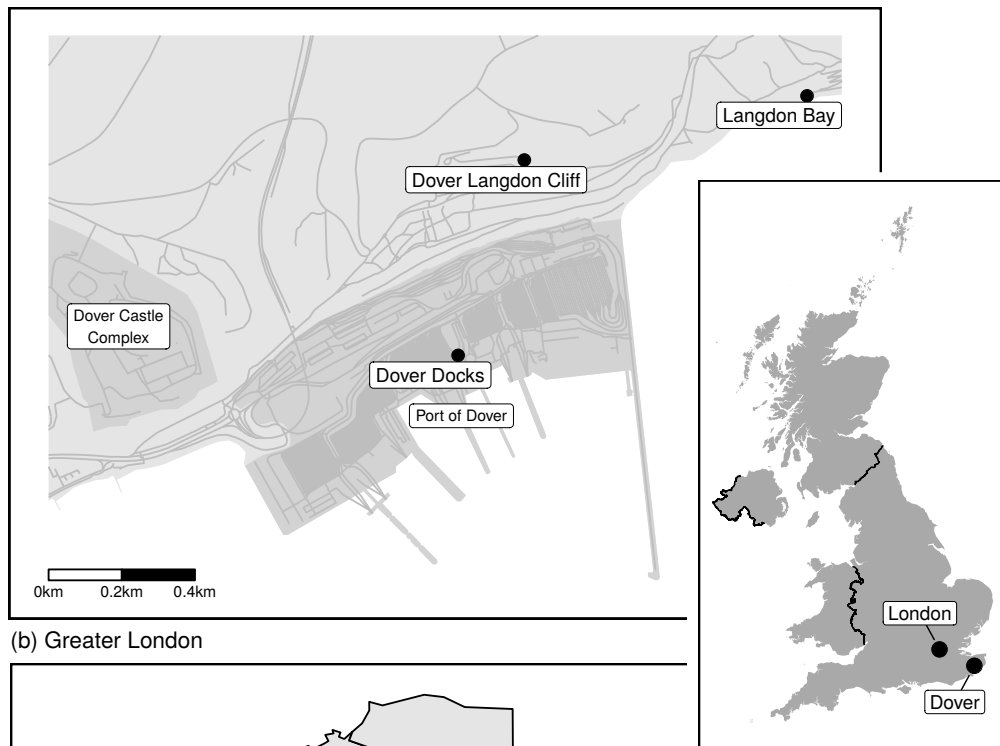 Langdon Bay
Dover Langdon Cliff
Dover Castle
Complex
Dover Docks
Port of Dover
0km 0.2km 0.4km
(b) Greater London
London
Dover